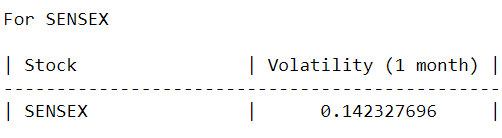 For SENSEX
| Stock | Volatility (1 month) |
------------------------------------------------
| SENSEX | 0.142327696 |